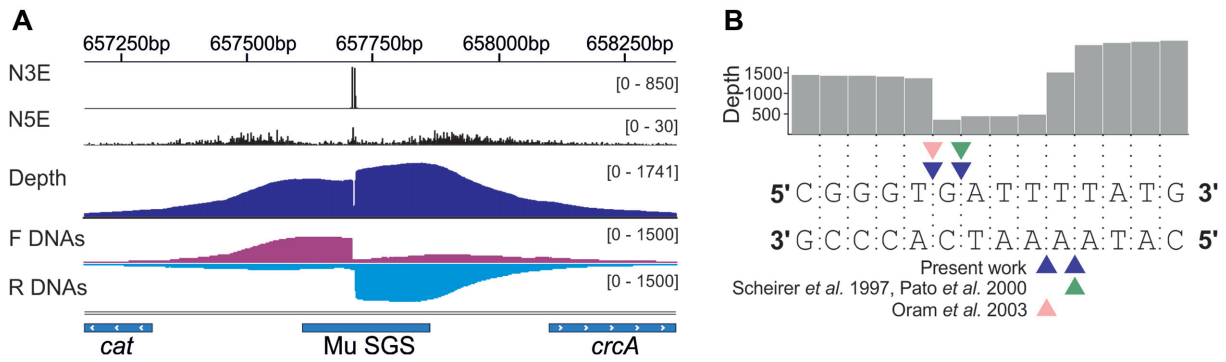 A
657250bp 657500bp 657750bp 658000bp 658250bp
N3E [0 - 850]
N5E [0 - 30]
Depth [0 - 1741]
F DNAs [0 - 1500]
R DNAs [0 - 1500]
cat Mu SGS crcA
B
Depth
1500
1000
500
5' C G G G T G A T T T T A T G 3'
3' G C C C A C T A A A A T A C 5'
Present work
Scheirer et al. 1997, Pato et al. 2000
Oram et al. 2003